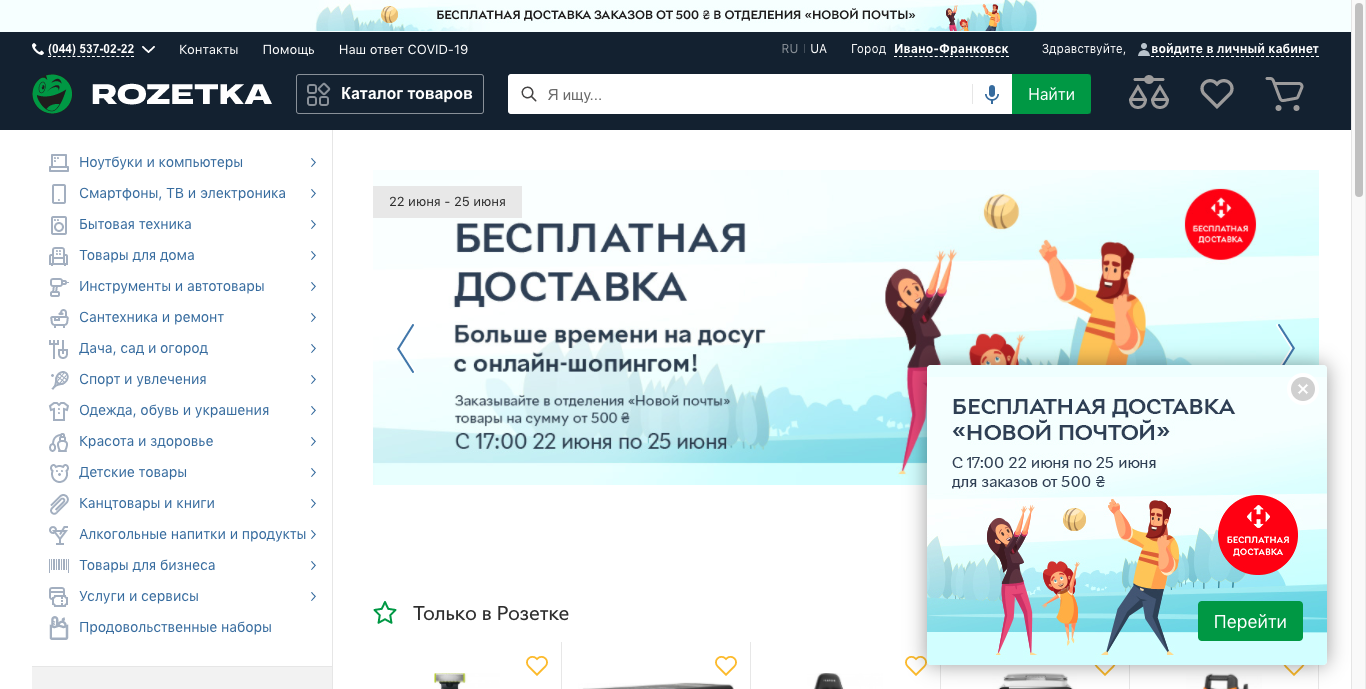 БЕСПЛАТНАЯ ДОСТАВКА ЗАКАЗОВ ОТ 500 ₴ В ОТДЕЛЕНИЯ «НОВОЙ ПОЧТЫ»
(044) 537-02-22 Контакты Помощь Наш ответ COVID-19 RU | UA Город Ивано-Франковск Здравствуйте, войдите в личный кабинет
ROZETKA Каталог товаров Я ищу... Найти
Ноутбуки и компьютеры
Смартфоны, ТВ и электроника
Бытовая техника
Товары для дома
Инструменты и автотовары
Сантехника и ремонт
Дача, сад и огород
Спорт и увлечения
Одежда, обувь и украшения
Красота и здоровье
Детские товары
Канцтовары и книги
Алкогольные напитки и продукты
Товары для бизнеса
Услуги и сервисы
Продовольственные наборы
22 июня - 25 июня
БЕСПЛАТНАЯ
ДОСТАВКА
Больше времени на досуг
с онлайн-шопингом!
Заказывайте в отделения «Новой почты»
товары на сумму от 500 ₴
С 17:00 22 июня по 25 июня
БЕСПЛАТНАЯ
ДОСТАВКА
БЕСПЛАТНАЯ ДОСТАВКА
«НОВОЙ ПОЧТОЙ»
С 17:00 22 июня по 25 июня
для заказов от 500 ₴
БЕСПЛАТНАЯ
ДОСТАВКА
Перейти
Только в Розетке